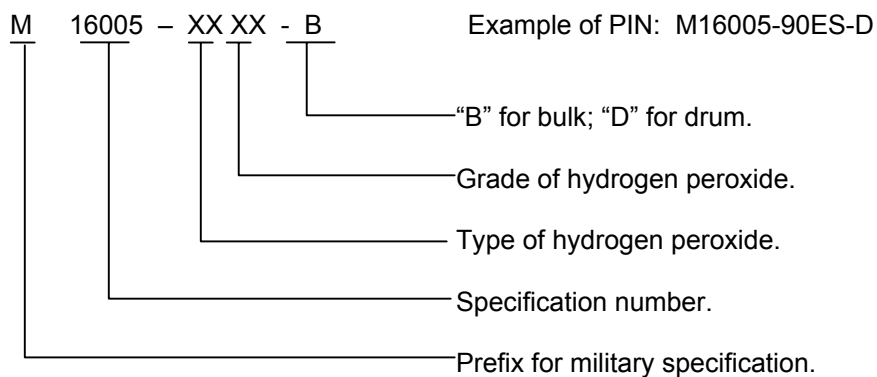 M 16005 – XX XX - B Example of PIN: M16005-90ES-D
“B” for bulk; “D” for drum.
Grade of hydrogen peroxide.
Type of hydrogen peroxide.
Specification number.
Prefix for military specification.